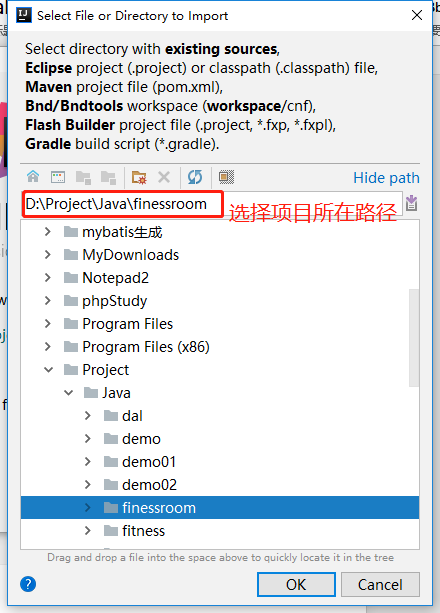 Select File or Directory to Import
Select directory with existing sources,
Eclipse project (.project) or classpath (.classpath) file,
Maven project file (pom.xml),
Bnd/Bndtools workspace (workspace/cnf),
Flash Builder project file (.project, *.fxp, *.fxpl),
Gradle build script (*.gradle).
Hide path
D:\Project\Java\finessroom
选择项目所在路径
mybatis生成
MyDownloads
Notepad2
phpStudy
Program Files
Program Files (x86)
Project
Java
dal
demo
demo01
demo02
finessroom
fitness
Drag and drop a file into the space above to quickly locate it in the tree
?
OK
Cancel